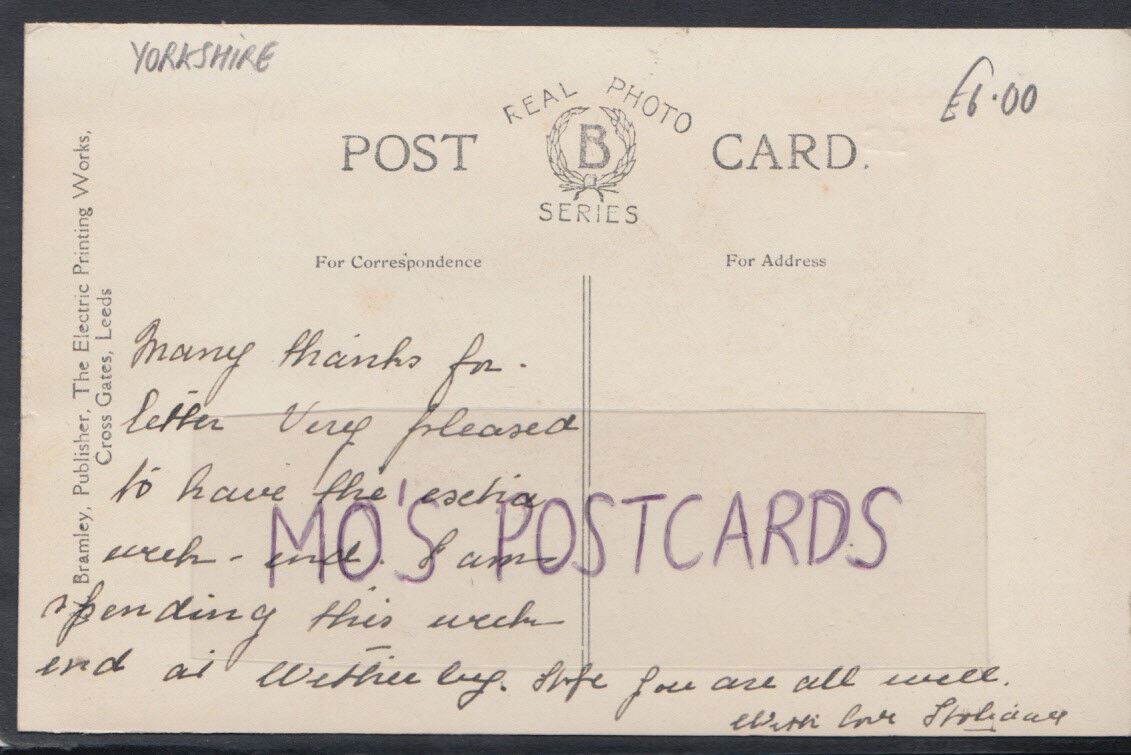 YORKSHIRE
£6.00
REAL PHOTO
POST B CARD.
SERIES
For Correspondence
For Address
Bramley, Publisher, The Electric Printing Works,
Cross Gates, Leeds
Many thanks for.
letter Very pleased
to have the extra
week-end. I am
spending this week
end at Wetherby. Hope you are all well.
With love
MO'S POSTCARDS